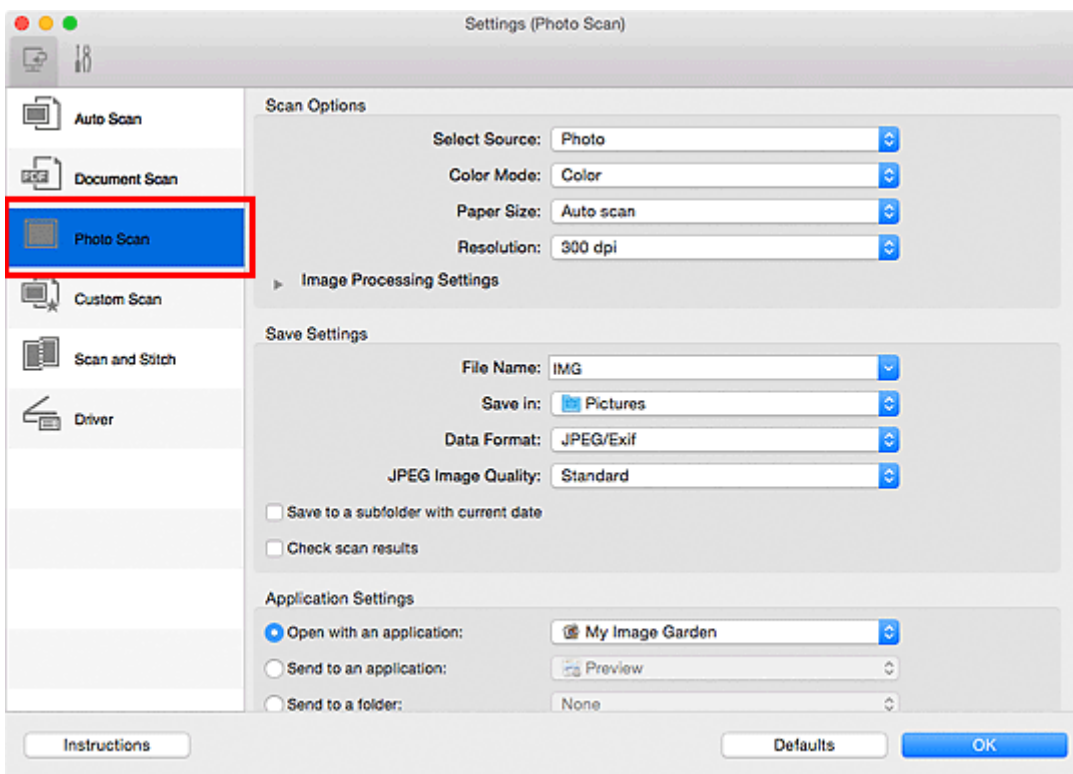 Settings (Photo Scan)
Auto Scan
PDF
Document Scan
Photo Scan
Custom Scan
Scan and Stitch
Driver
Scan Options
Select Source: Photo
Color Mode: Color
Paper Size: Auto scan
Resolution: 300 dpi
Image Processing Settings
Save Settings
File Name: IMG
Save in: Pictures
Data Format: JPEG/Exif
JPEG Image Quality: Standard
Save to a subfolder with current date
Check scan results
Application Settings
Open with an application: My Image Garden
Send to an application: Preview
Send to a folder: None
Instructions
Defaults
OK